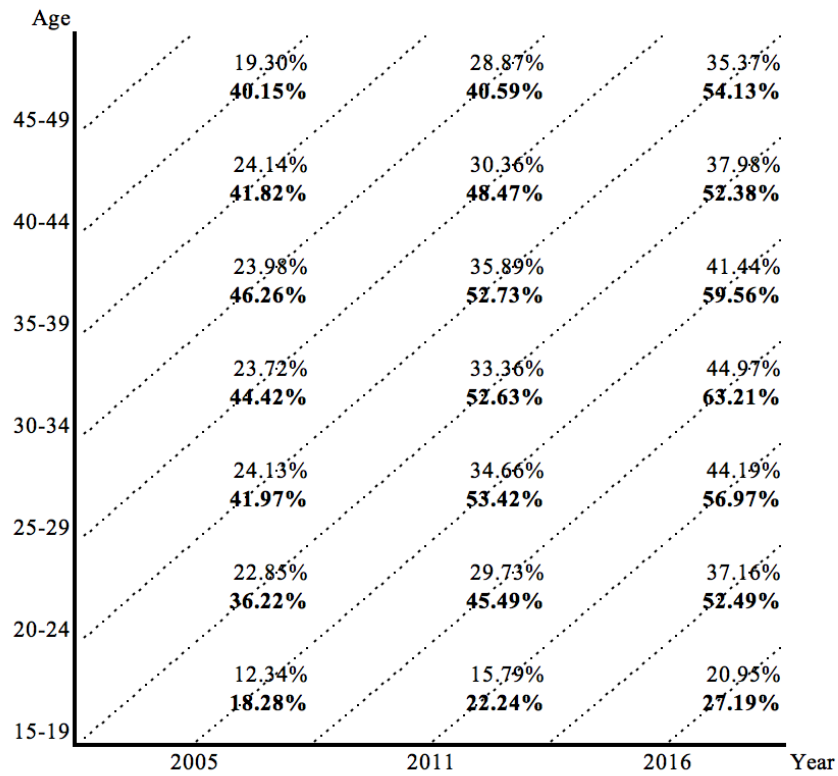 Age
19.30% 28.87% 35.37%
40.15% 40.59% 54.13%
45-49
24.14% 30.36% 37.98%
41.82% 48.47% 52.38%
40-44
23.98% 35.89% 41.44%
46.26% 52.73% 59.56%
35-39
23.72% 33.36% 44.97%
44.42% 52.63% 63.21%
30-34
24.13% 34.66% 44.19%
41.97% 53.42% 56.97%
25-29
22.85% 29.73% 37.16%
36.22% 45.49% 52.49%
20-24
12.34% 15.79% 20.95%
18.28% 22.24% 27.19%
15-19
2005 2011 2016 Year